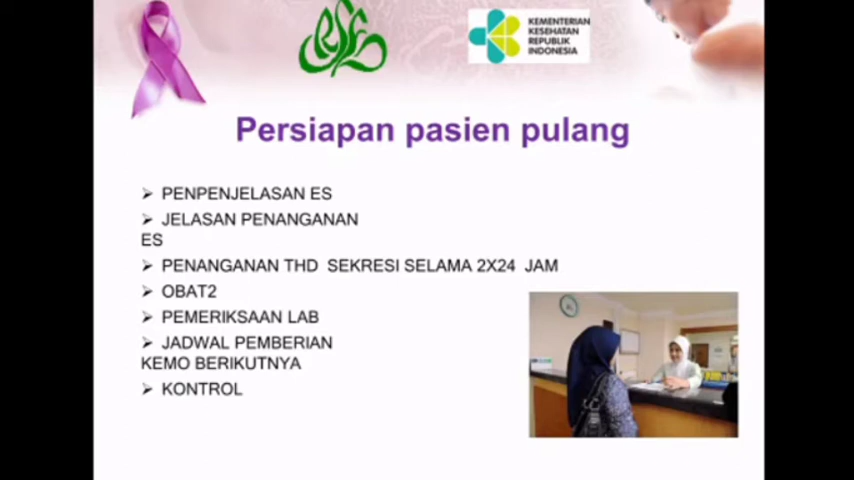 KEMENTERIAN
KESEHATAN
REPUBLIK
INDONESIA
Persiapan pasien pulang
➢ PENPENJELASAN ES
➢ JELASAN PENANGANAN
ES
➢ PENANGANAN THD SEKRESI SELAMA 2X24 JAM
➢ OBAT2
➢ PEMERIKSAAN LAB
➢ JADWAL PEMBERIAN
KEMO BERIKUTNYA
➢ KONTROL